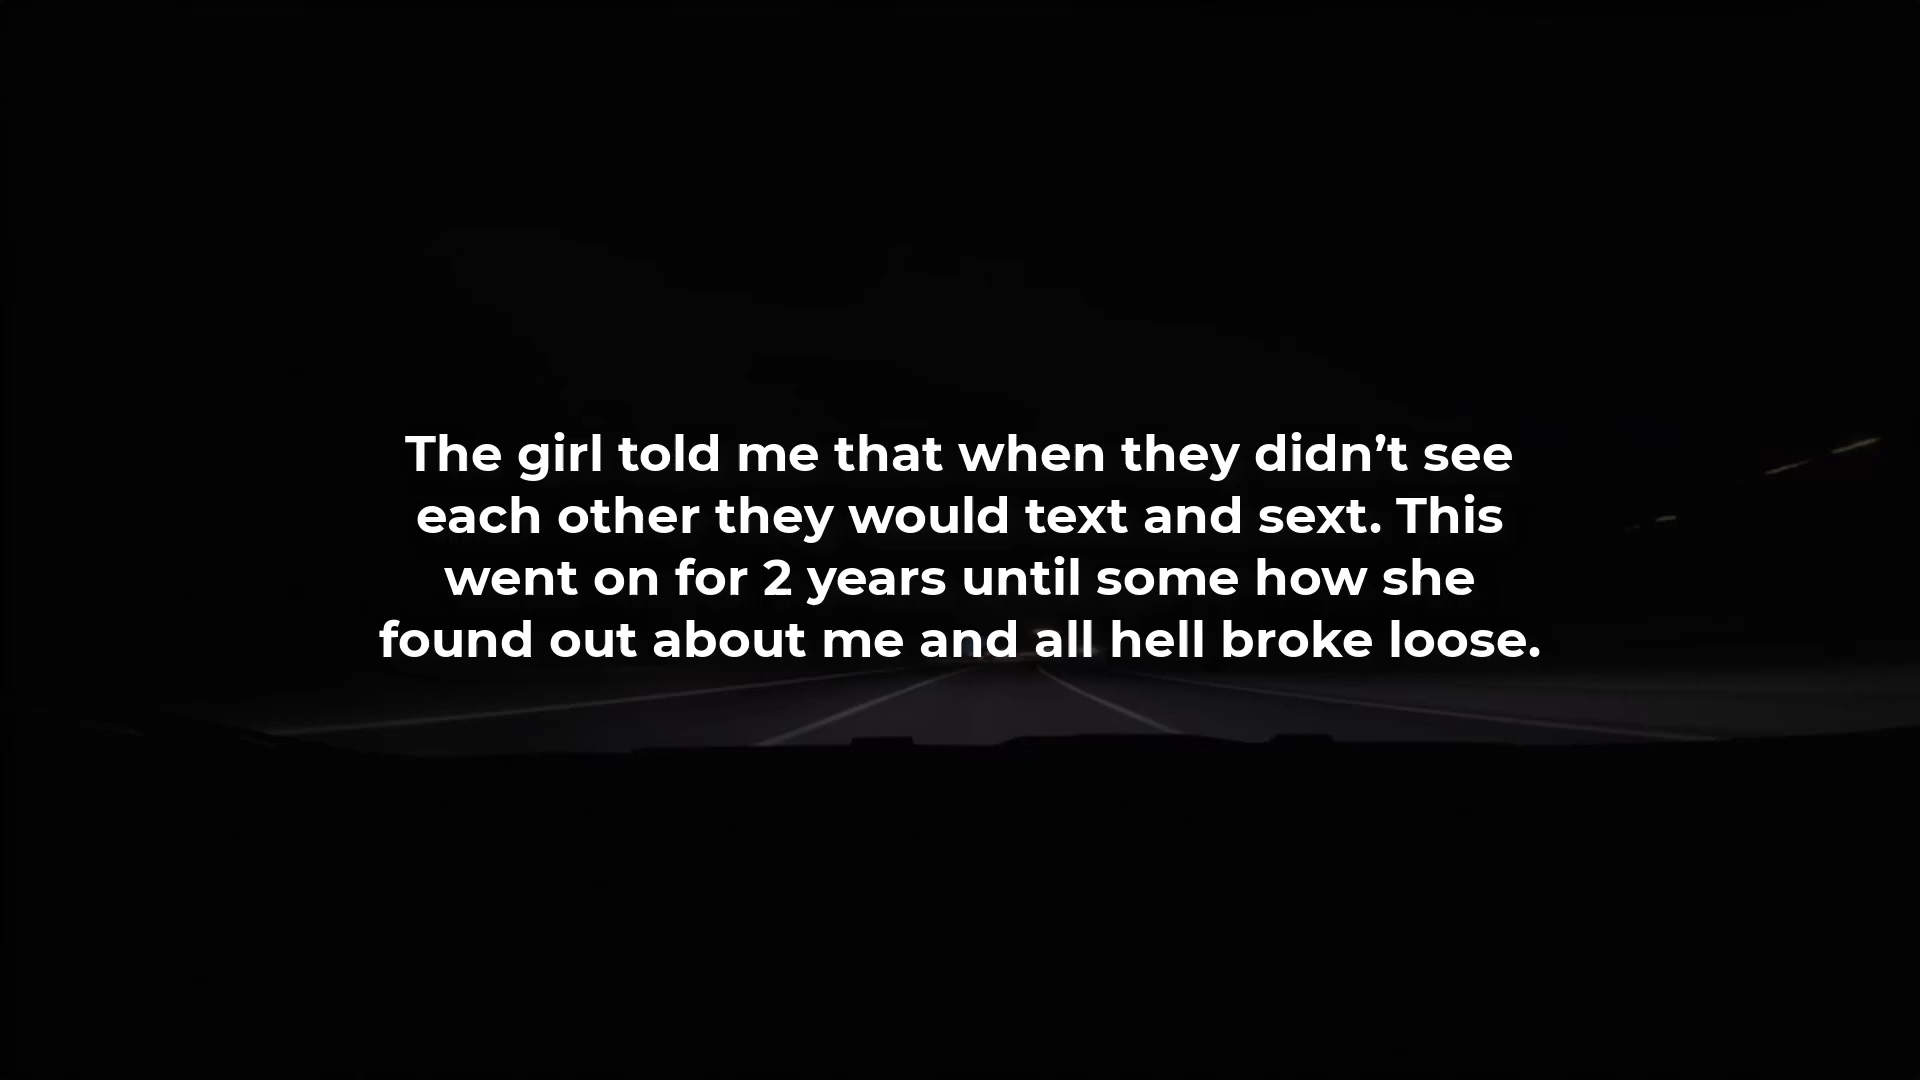 The girl told me that when they didn’t see
each other they would text and sext. This
went on for 2 years until some how she
found out about me and all hell broke loose.